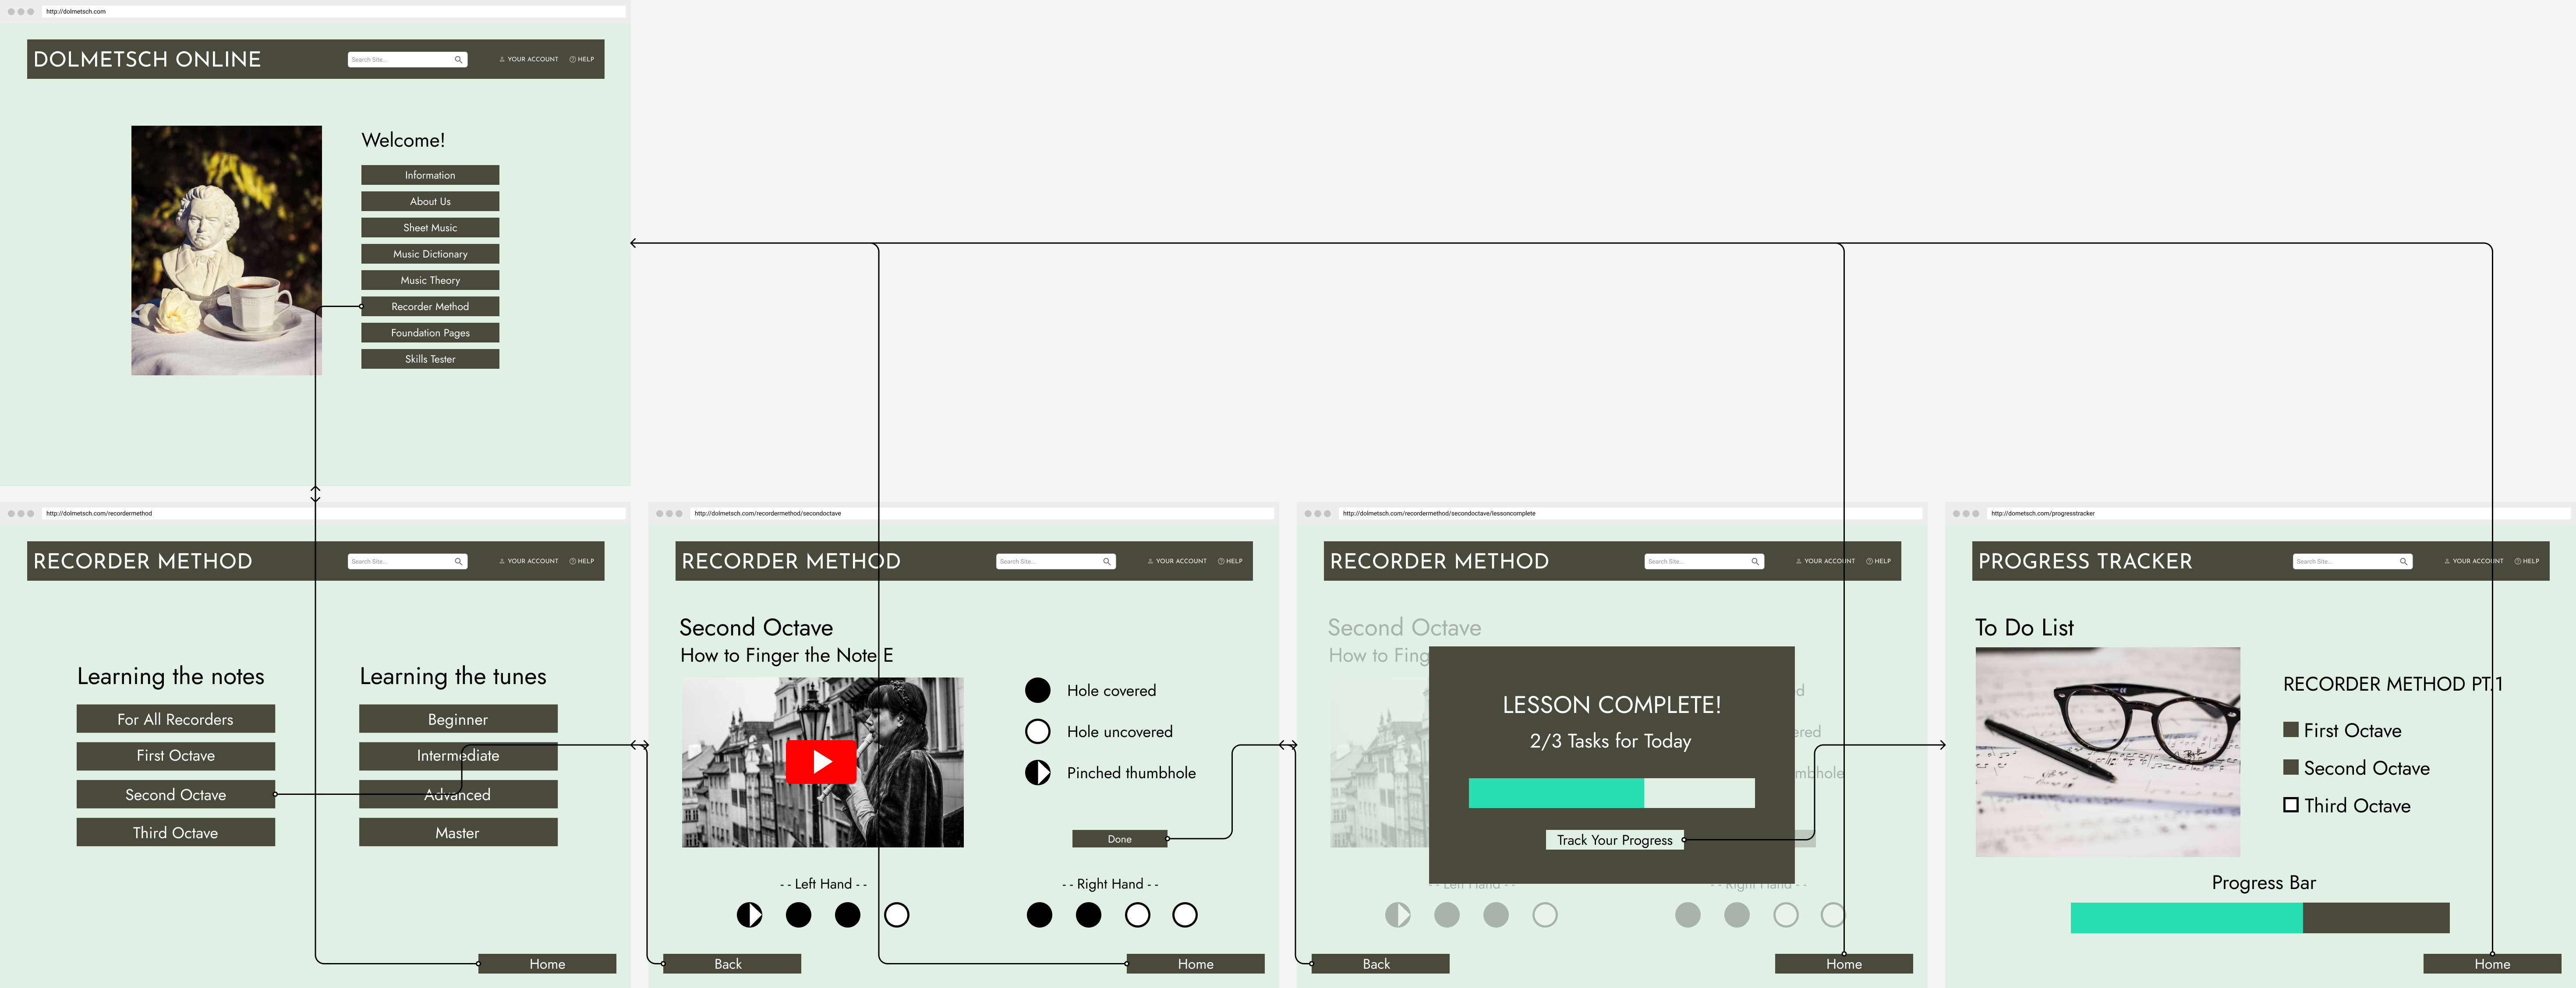 http://dolmetsch.com
DOLMETSCH ONLINE
Search Site...
YOUR ACCOUNT
HELP
Welcome!
Information
About Us
Sheet Music
Music Dictionary
Music Theory
Recorder Method
Foundation Pages
Skills Tester
http://dolmetsch.com/recordermethod
RECORDER METHOD
Search Site...
YOUR ACCOUNT
HELP
Learning the notes
For All Recorders
First Octave
Second Octave
Third Octave
Learning the tunes
Beginner
Intermediate
Advanced
Master
Home
http://dolmetsch.com/recordermethod/secondoctave
RECORDER METHOD
Search Site...
YOUR ACCOUNT
HELP
Second Octave
How to Finger the Note E
Hole covered
Hole uncovered
Pinched thumbhole
Done
- - Left Hand - -
- - Right Hand - -
Back
Home
http://dolmetsch.com/recordermethod/secondoctave/lessoncomplete
RECORDER METHOD
Search Site...
YOUR ACCOUNT
HELP
Second Octave
How to Fing
ed
ered
mbhole
LESSON COMPLETE!
2/3 Tasks for Today
Track Your Progress
- - Left Hand - -
- - Right Hand - -
Back
Home
http://dometsch.com/progresstracker
PROGRESS TRACKER
Search Site...
YOUR ACCOUNT
HELP
To Do List
RECORDER METHOD PT.1
First Octave
Second Octave
Third Octave
Progress Bar
Home